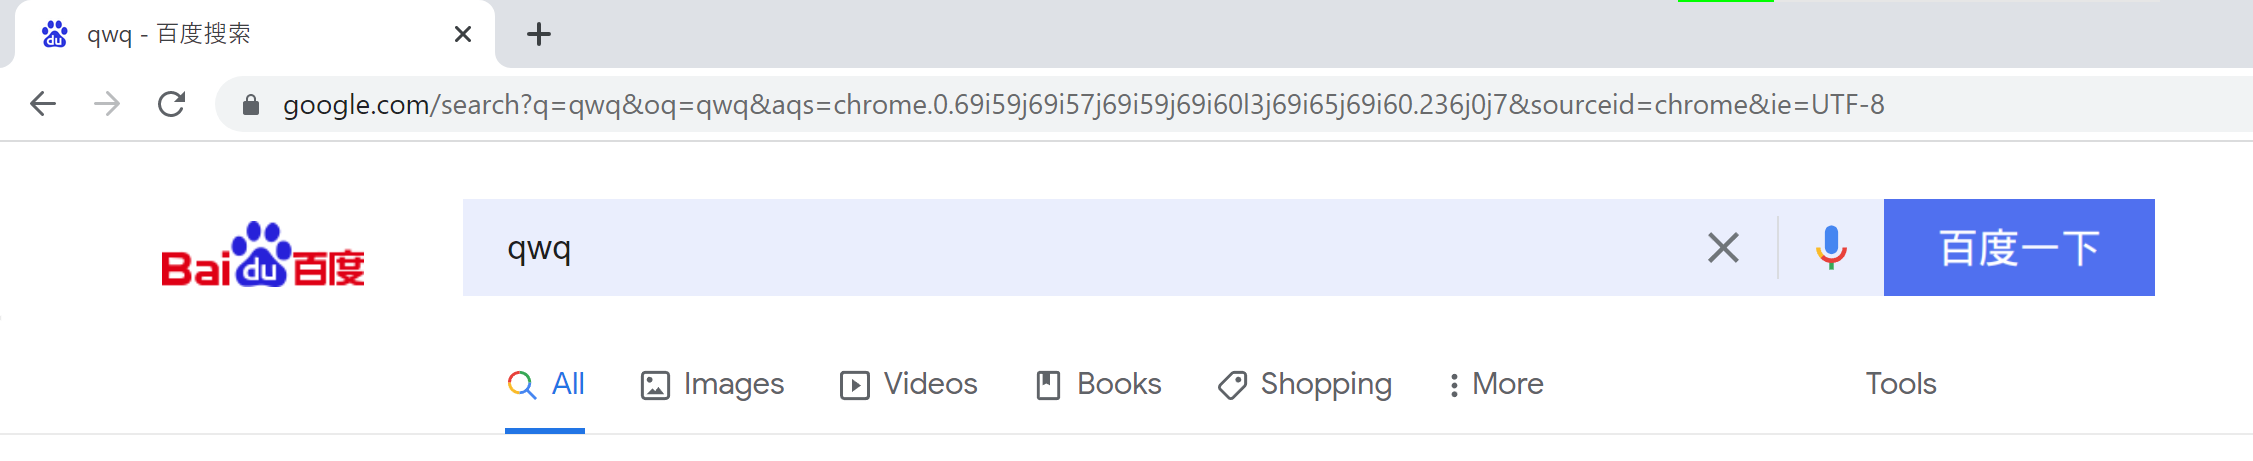 qwq - 百度搜索
google.com/search?q=qwq&oq=qwq&aqs=chrome.0.69i59j69i57j69i59j69i60l3j69i65j69i60.236j0j7&sourceid=chrome&ie=UTF-8
Bai du 百度 qwq 百度一下
All Images Videos Books Shopping More Tools